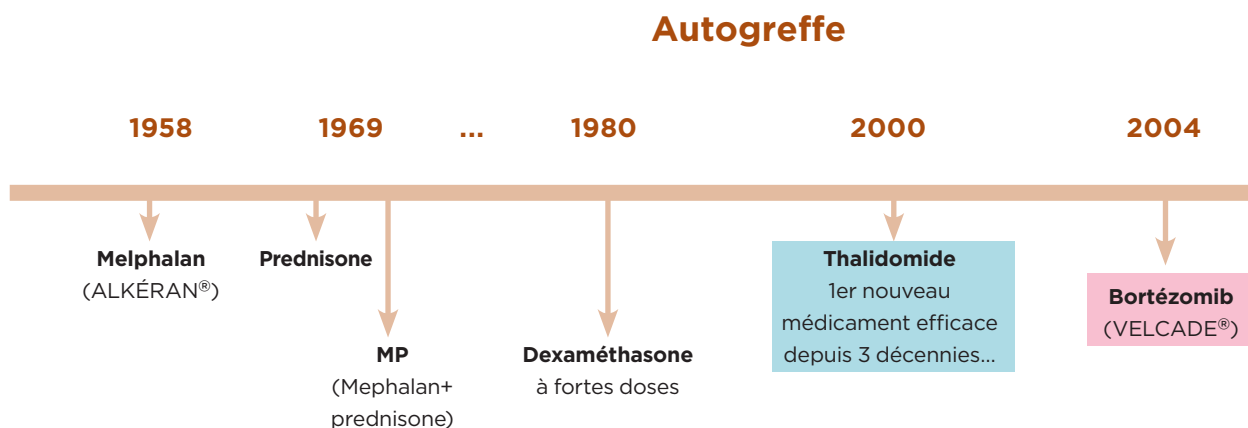 Autogreffe
1958
1969
...
1980
2000
2004
Melphalan
(ALKÉRAN®)
Prednisone
MP
(Mephalan+
prednisone)
Dexaméthasone
à fortes doses
Thalidomide
1er nouveau
médicament efficace
depuis 3 décennies...
Bortézomib
(VELCADE®)